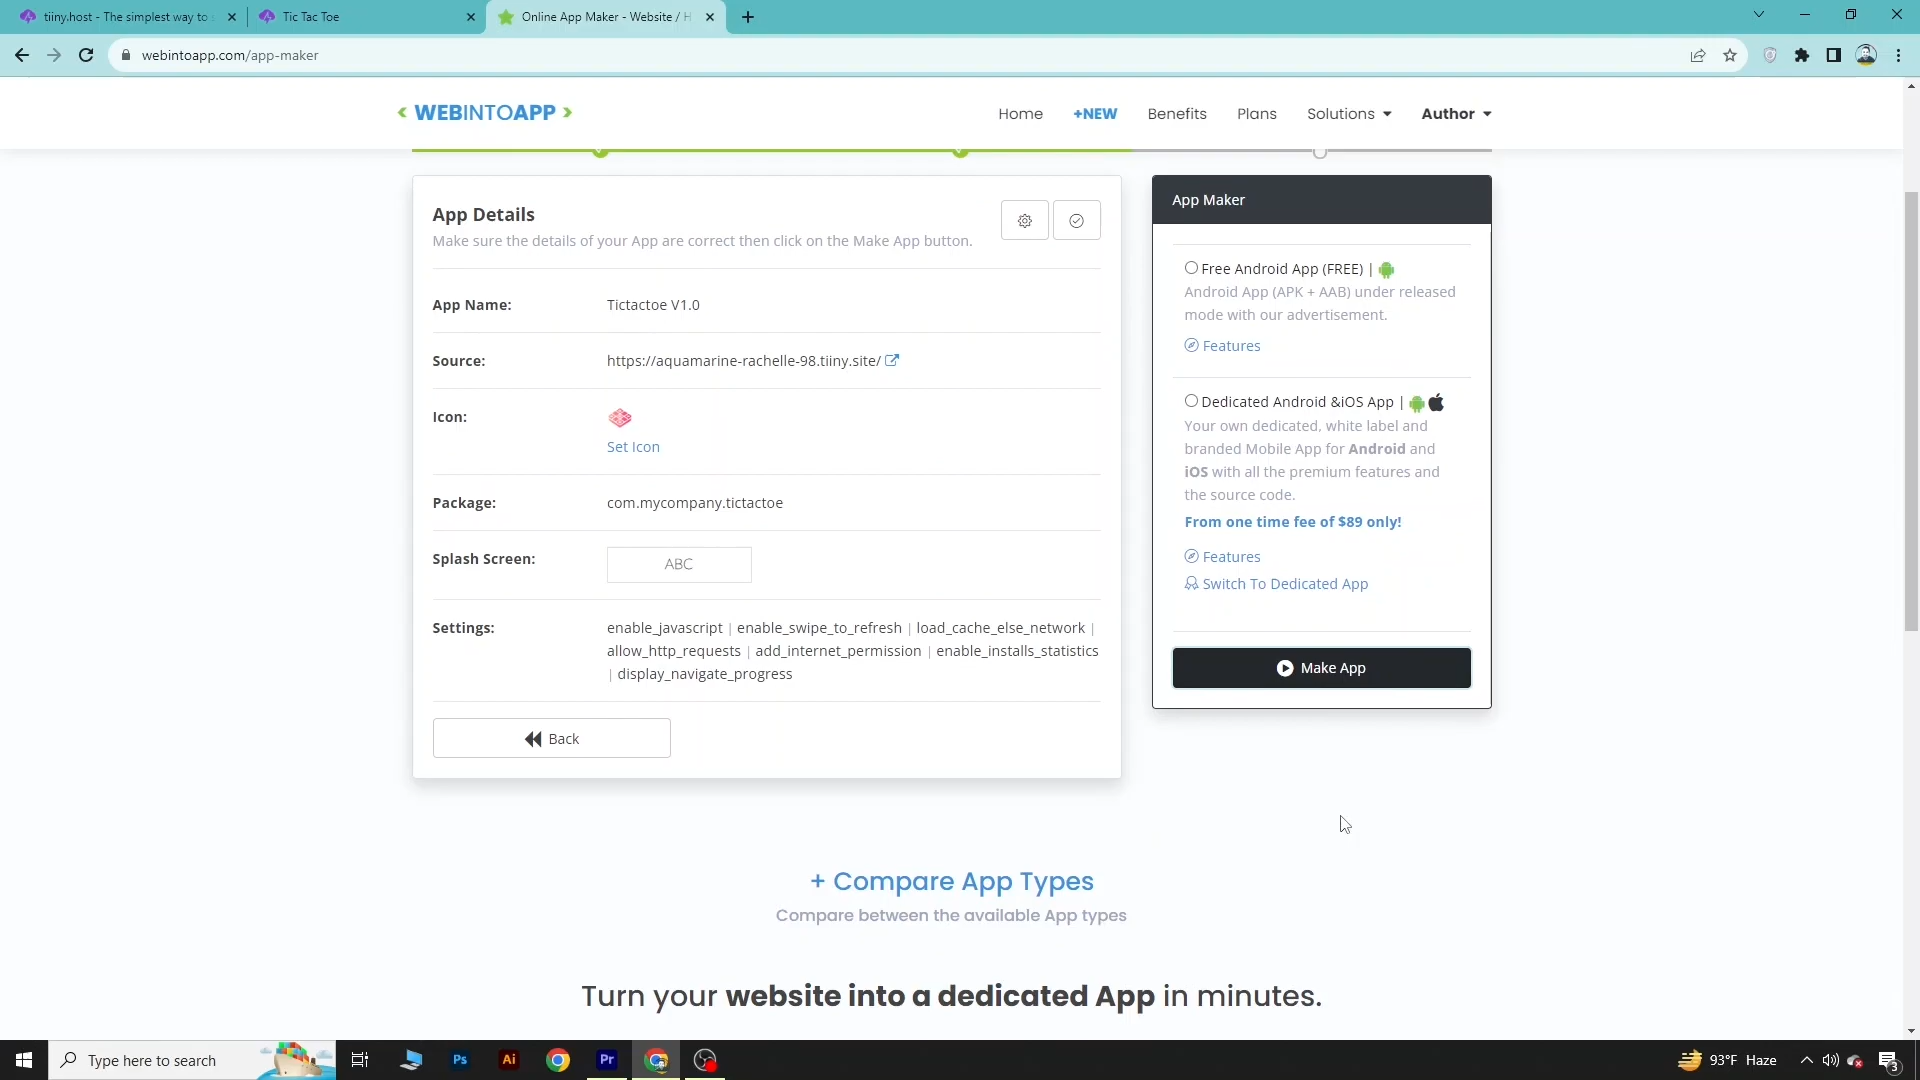 tiiny.host - The simplest way to
Tic Tac Toe
Online App Maker - Website / H
webintoapp.com/app-maker
< WEBINTOAPP >
Home
+NEW
Benefits
Plans
Solutions
Author
App Details
Make sure the details of your App are correct then click on the Make App button.
App Name: Tictactoe V1.0
Source: https://aquamarine-rachelle-98.tiiny.site/
Icon:
Set Icon
Package: com.mycompany.tictactoe
Splash Screen: ABC
Settings: enable_javascript | enable_swipe_to_refresh | load_cache_else_network |
allow_http_requests | add_internet_permission | enable_installs_statistics
| display_navigate_progress
Back
App Maker
Free Android App (FREE) |
Android App (APK + AAB) under released
mode with our advertisement.
Features
Dedicated Android &iOS App |
Your own dedicated, white label and
branded Mobile App for Android and
iOS with all the premium features and
the source code.
From one time fee of $89 only!
Features
Switch To Dedicated App
Make App
+ Compare App Types
Compare between the available App types
Turn your website into a dedicated App in minutes.
Type here to search
Ps
Ai
Pr
93°F Haze
3